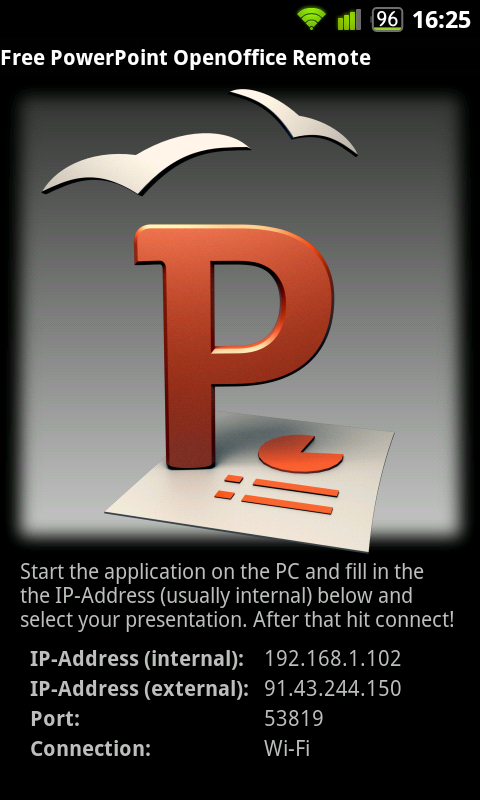 96 16:25
Free PowerPoint OpenOffice Remote
P
Start the application on the PC and fill in the
the IP-Address (usually internal) below and
select your presentation. After that hit connect!
IP-Address (internal): 192.168.1.102
IP-Address (external): 91.43.244.150
Port: 53819
Connection: Wi-Fi